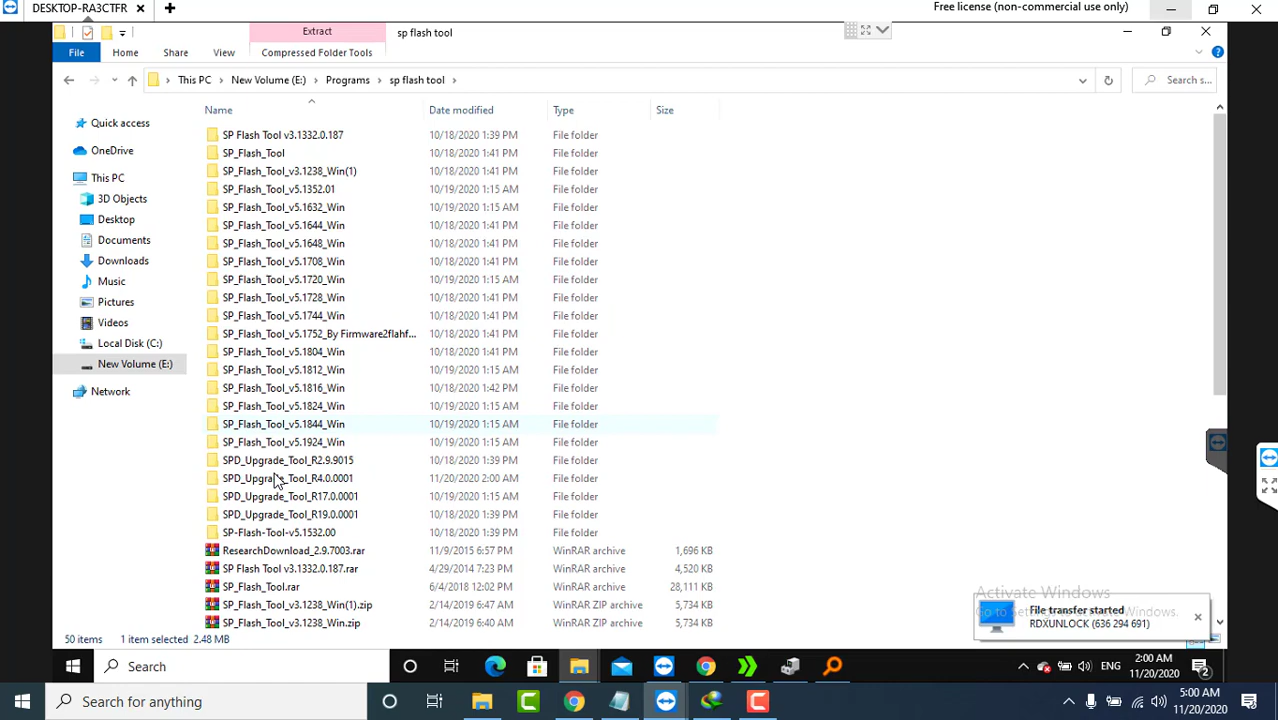 DESKTOP-RA3CTFR
Free license (non-commercial use only)
Extract
sp flash tool
File
Home
Share
View
Compressed Folder Tools
This PC
New Volume (E:)
Programs
sp flash tool
Search s...
Name
Date modified
Type
Size
Quick access
OneDrive
This PC
3D Objects
Desktop
Documents
Downloads
Music
Pictures
Videos
Local Disk (C:)
New Volume (E:)
Network
SP Flash Tool v3.1332.0.187 10/18/2020 1:39 PM File folder
SP_Flash_Tool 10/18/2020 1:41 PM File folder
SP_Flash_Tool_v3.1238_Win(1) 10/18/2020 1:41 PM File folder
SP_Flash_Tool_v5.1352.01 10/19/2020 1:15 AM File folder
SP_Flash_Tool_v5.1632_Win 10/19/2020 1:15 AM File folder
SP_Flash_Tool_v5.1644_Win 10/18/2020 1:41 PM File folder
SP_Flash_Tool_v5.1648_Win 10/18/2020 1:41 PM File folder
SP_Flash_Tool_v5.1708_Win 10/18/2020 1:41 PM File folder
SP_Flash_Tool_v5.1720_Win 10/19/2020 1:15 AM File folder
SP_Flash_Tool_v5.1728_Win 10/18/2020 1:41 PM File folder
SP_Flash_Tool_v5.1744_Win 10/18/2020 1:41 PM File folder
SP_Flash_Tool_v5.1752_By Firmware2flahf... 10/18/2020 1:41 PM File folder
SP_Flash_Tool_v5.1804_Win 10/18/2020 1:41 PM File folder
SP_Flash_Tool_v5.1812_Win 10/19/2020 1:15 AM File folder
SP_Flash_Tool_v5.1816_Win 10/18/2020 1:42 PM File folder
SP_Flash_Tool_v5.1824_Win 10/19/2020 1:15 AM File folder
SP_Flash_Tool_v5.1844_Win 10/19/2020 1:15 AM File folder
SP_Flash_Tool_v5.1924_Win 10/19/2020 1:15 AM File folder
SPD_Upgrade_Tool_R2.9.9015 10/18/2020 1:39 PM File folder
SPD_Upgrade_Tool_R4.0.0001 11/20/2020 2:00 AM File folder
SPD_Upgrade_Tool_R17.0.0001 10/19/2020 1:15 AM File folder
SPD_Upgrade_Tool_R19.0.0001 10/18/2020 1:39 PM File folder
SP-Flash-Tool-v5.1532.00 10/18/2020 1:39 PM File folder
ResearchDownload_2.9.7003.rar 11/9/2015 6:57 PM WinRAR archive 1,696 KB
SP Flash Tool v3.1332.0.187.rar 4/29/2014 7:23 PM WinRAR archive 4,520 KB
SP_Flash_Tool.rar 6/4/2018 12:02 PM WinRAR archive 28,111 KB
SP_Flash_Tool_v3.1238_Win(1).zip 2/14/2019 6:47 AM WinRAR ZIP archive 5,734 KB
SP_Flash_Tool_v3.1238_Win.zip 2/14/2019 6:40 AM WinRAR ZIP archive 5,734 KB
50 items 1 item selected 2.48 MB
Activate Windows
File transfer started
RDXUNLOCK (636 294 691)
Search
ENG
2:00 AM
11/20/2020
2
Search for anything
5:00 AM
11/20/2020